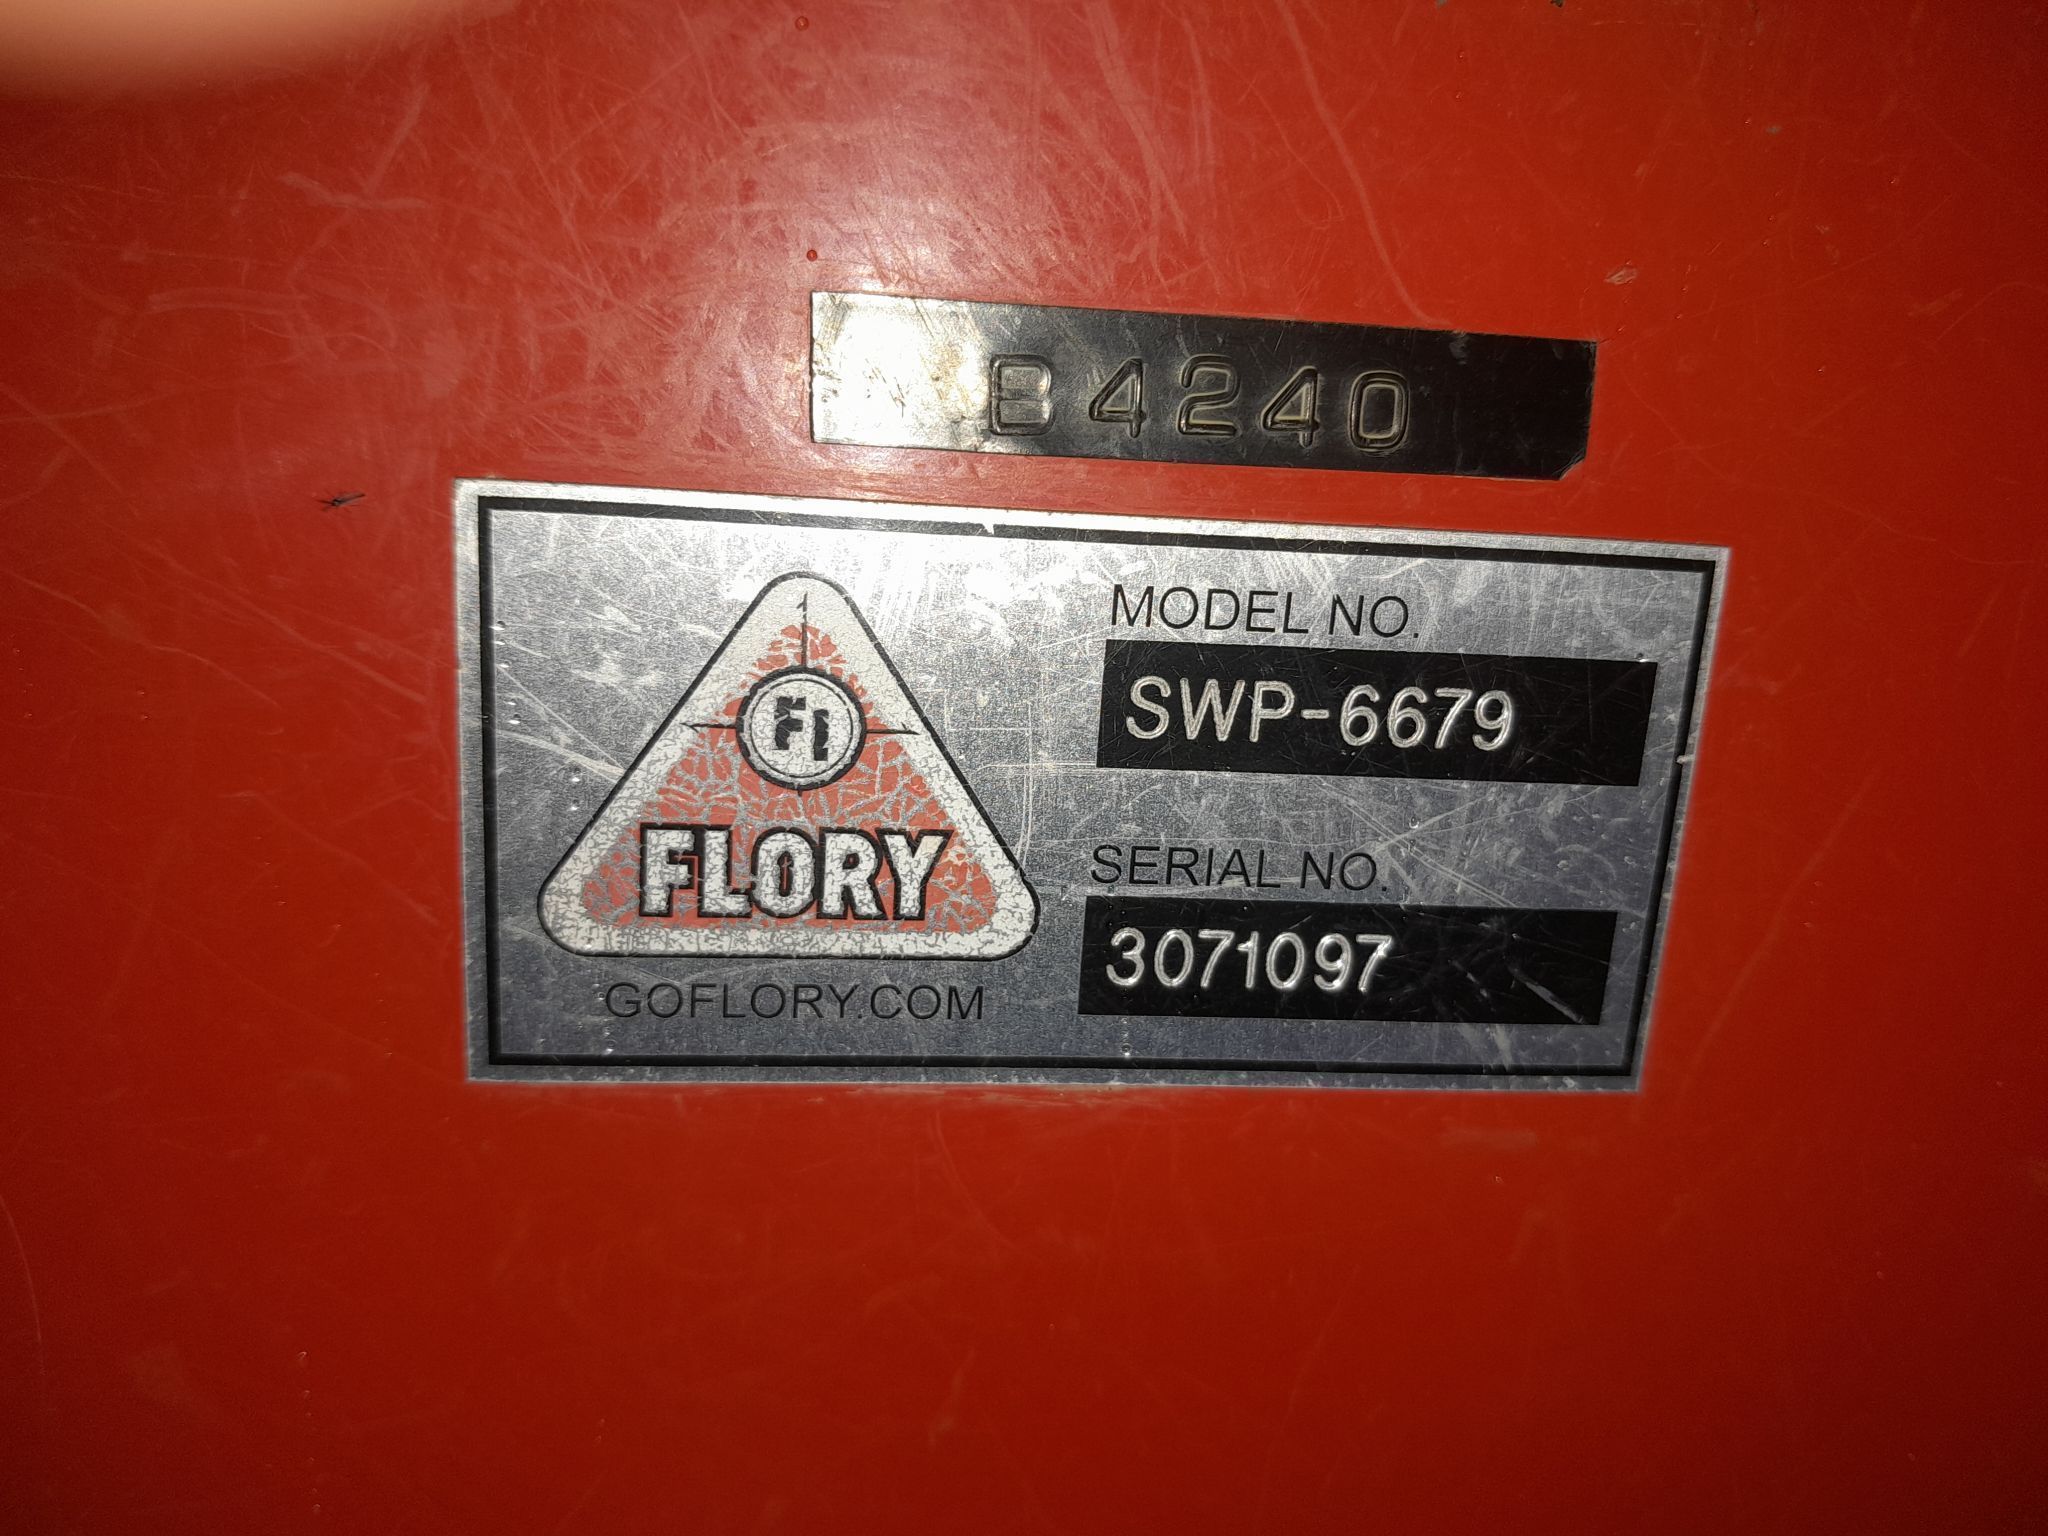 B4240
FI
FLORY
GOFLORY.COM
MODEL NO.
SWP-6679
SERIAL NO.
3071097